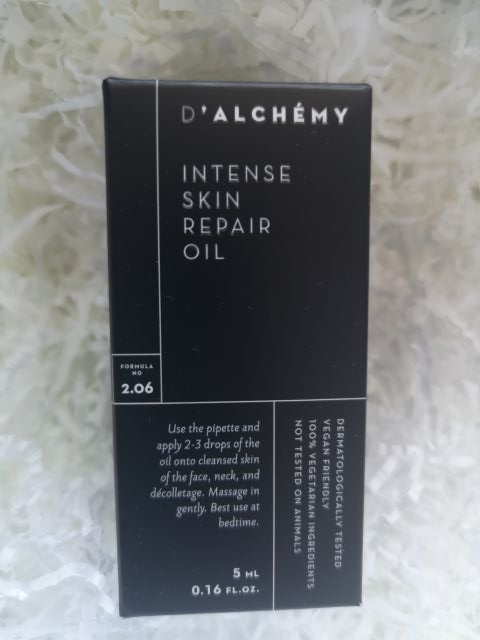 D'ALCHÉMY
INTENSE
SKIN
REPAIR
OIL
FORMULA
NO
2.06
Use the pipette and
apply 2-3 drops of the
oil onto cleansed skin
of the face, neck, and
décolletage. Massage in
gently. Best use at
bedtime.
5 ML
0.16 FL.OZ.
DERMATOLOGICALLY TESTED
VEGAN FRIENDLY
100% VEGETARIAN INGREDIENTS
NOT TESTED ON ANIMALS